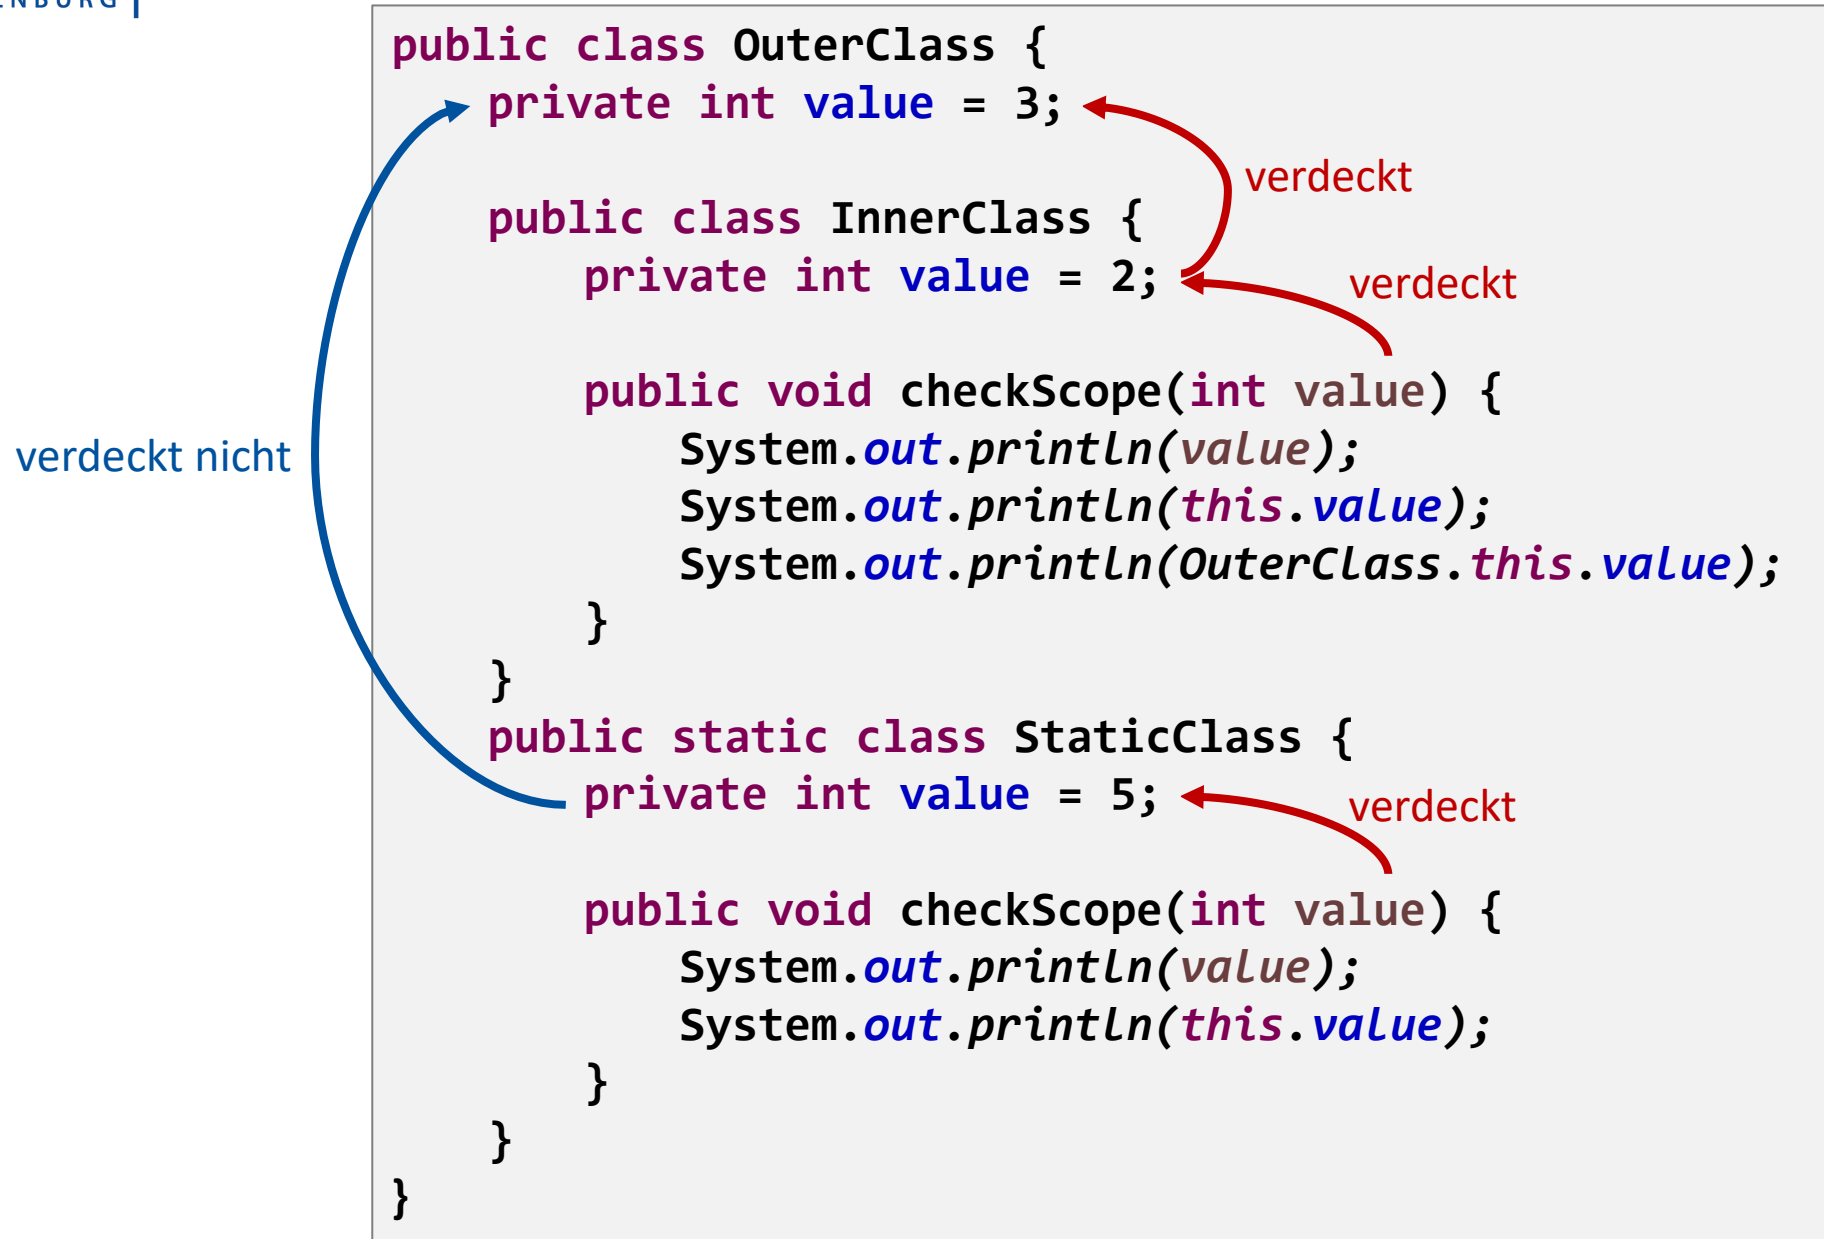 public class OuterClass {
private int value = 3;
verdeckt
public class InnerClass {
private int value = 2;
verdeckt
public void checkScope(int value) {
System.out.println(value);
verdeckt nicht
System.out.println(this.value);
System.out.println(OuterClass.this.value);
}
}
public static class StaticClass {
private int value = 5;
verdeckt
public void checkScope(int value) {
System.out.println(value);
System.out.println(this.value);
}
}
}